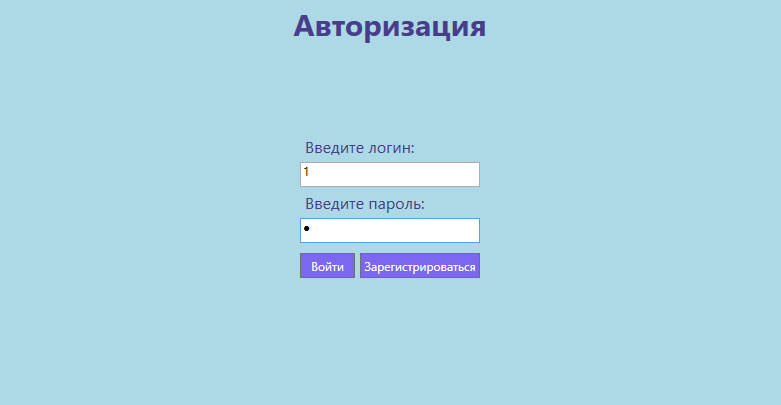 Авторизация
Введите логин:
1
Введите пароль:
●
Войти Зарегистрироваться